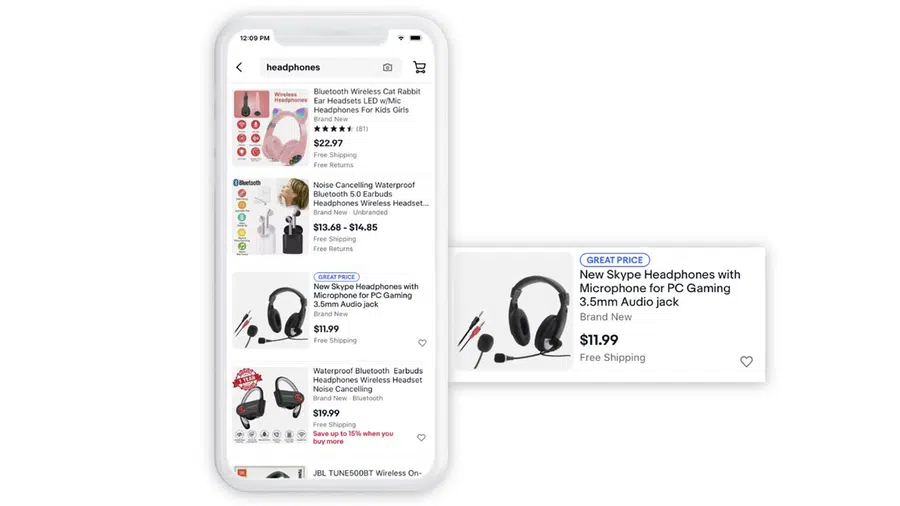 12:09 PM
headphones
Wireless
Headphones
Bluetooth Wireless Cat Rabbit
Ear Headsets LED w/Mic
Headphones For Kids Girls
Brand New
(81)
$22.97
Free Shipping
Free Returns
Bluetooth
Noise Cancelling Waterproof
Bluetooth 5.0 Earbuds
Headphones Wireless Headset...
Brand New · Unbranded
$13.68 - $14.85
Free Shipping
Free Returns
GREAT PRICE
New Skype Headphones with
Microphone for PC Gaming
3.5mm Audio jack
Brand New
$11.99
Free Shipping
1 YEAR
Waterproof Bluetooth Earbuds
Headphones Wireless Headset
Noise Cancelling
Brand New · Bluetooth
$19.99
Free Shipping
Save up to 15% when you
buy more
JBL
JBL TUNE500BT Wireless On-
GREAT PRICE
New Skype Headphones with
Microphone for PC Gaming
3.5mm Audio jack
Brand New
$11.99
Free Shipping